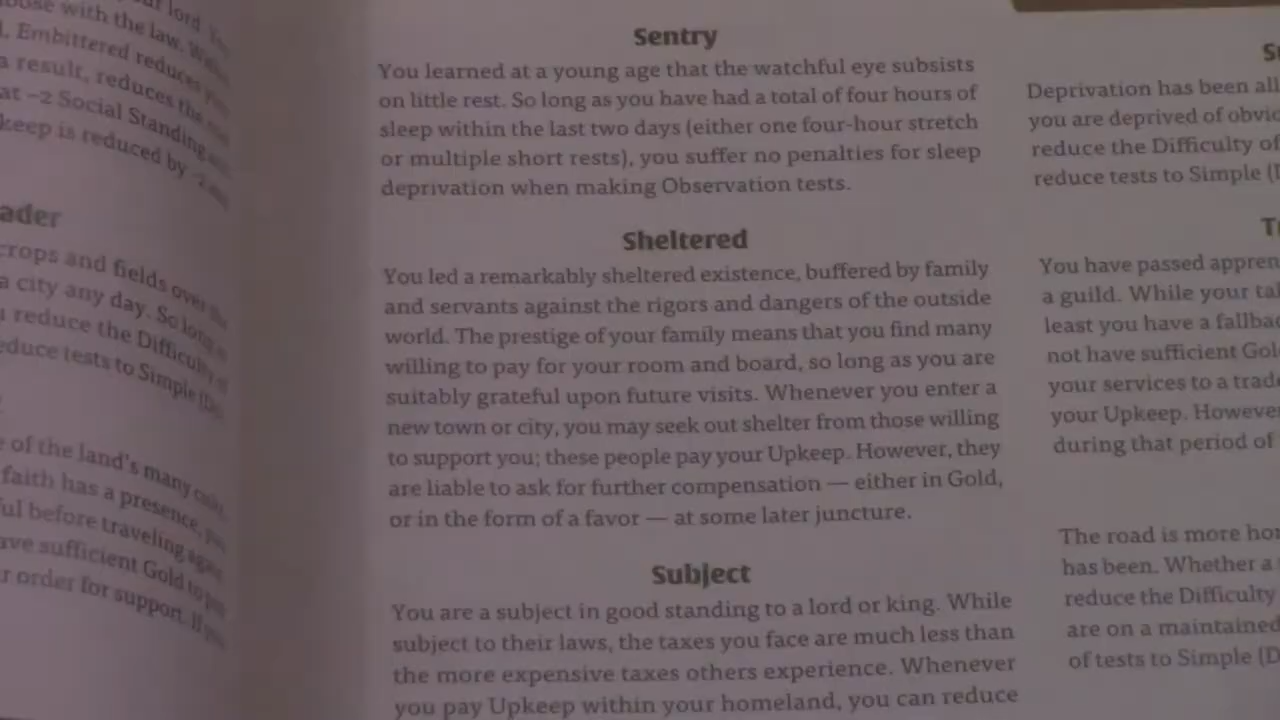 lord.
with the law.
Embittered reduces
a result, reduces the
at −2 Social Standing
keep is reduced by −2
ader
crops and fields over the
a city any day. So long
reduce the Difficulty of
educe tests to Simple
of the land's many
faith has a presence,
ful before traveling
ave sufficient Gold to
r order for support. If
Sentry
You learned at a young age that the watchful eye subsists
on little rest. So long as you have had a total of four hours of
sleep within the last two days (either one four-hour stretch
or multiple short rests), you suffer no penalties for sleep
deprivation when making Observation tests.
Sheltered
You led a remarkably sheltered existence, buffered by family
and servants against the rigors and dangers of the outside
world. The prestige of your family means that you find many
willing to pay for your room and board, so long as you are
suitably grateful upon future visits. Whenever you enter a
new town or city, you may seek out shelter from those willing
to support you; these people pay your Upkeep. However, they
are liable to ask for further compensation — either in Gold,
or in the form of a favor — at some later juncture.
Subject
You are a subject in good standing to a lord or king. While
subject to their laws, the taxes you face are much less than
the more expensive taxes others experience. Whenever
you pay Upkeep within your homeland, you can reduce
Deprivation has been all
you are deprived of obvio
reduce the Difficulty of
reduce tests to Simple (
You have passed appren
a guild. While your tal
least you have a fallba
not have sufficient Gol
your services to a trad
your Upkeep. Howeve
during that period of
The road is more ho
has been. Whether a
reduce the Difficulty
are on a maintained
of tests to Simple (D